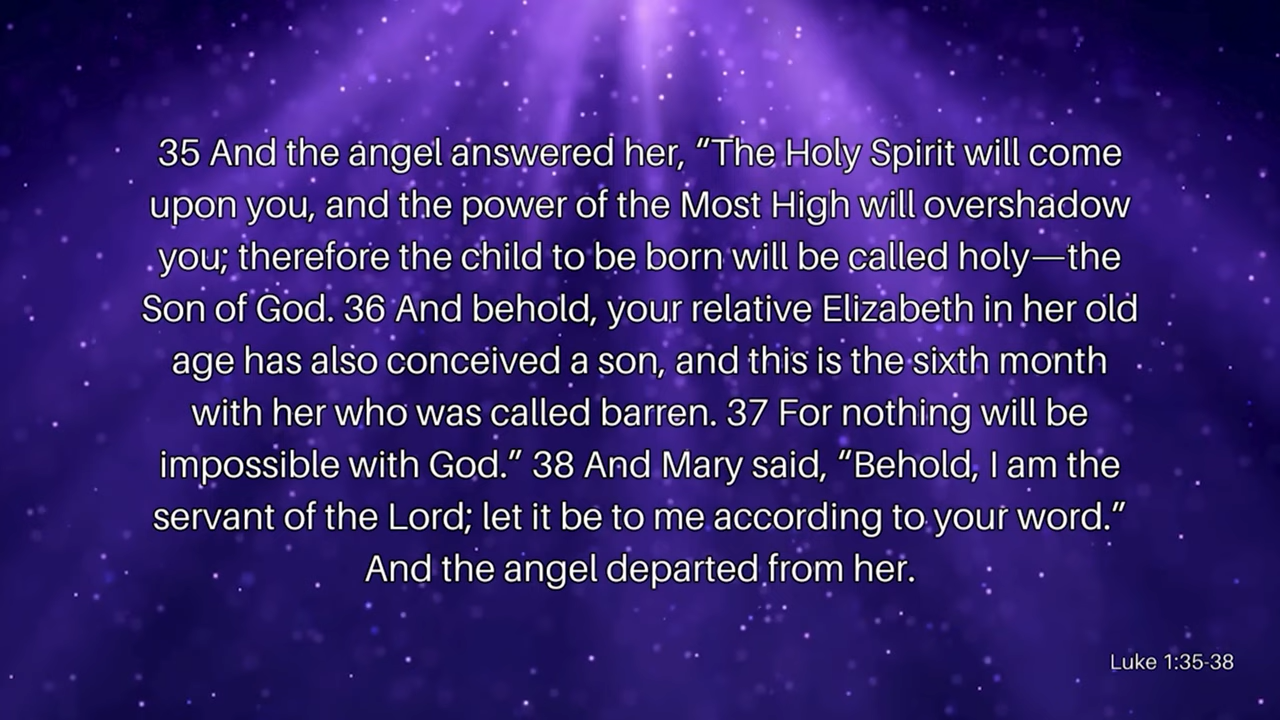 35 And the angel answered her, “The Holy Spirit will come
upon you, and the power of the Most High will overshadow
you; therefore the child to be born will be called holy—the
Son of God. 36 And behold, your relative Elizabeth in her old
age has also conceived a son, and this is the sixth month
with her who was called barren. 37 For nothing will be
impossible with God.” 38 And Mary said, “Behold, I am the
servant of the Lord; let it be to me according to your word.”
And the angel departed from her.
Luke 1:35-38